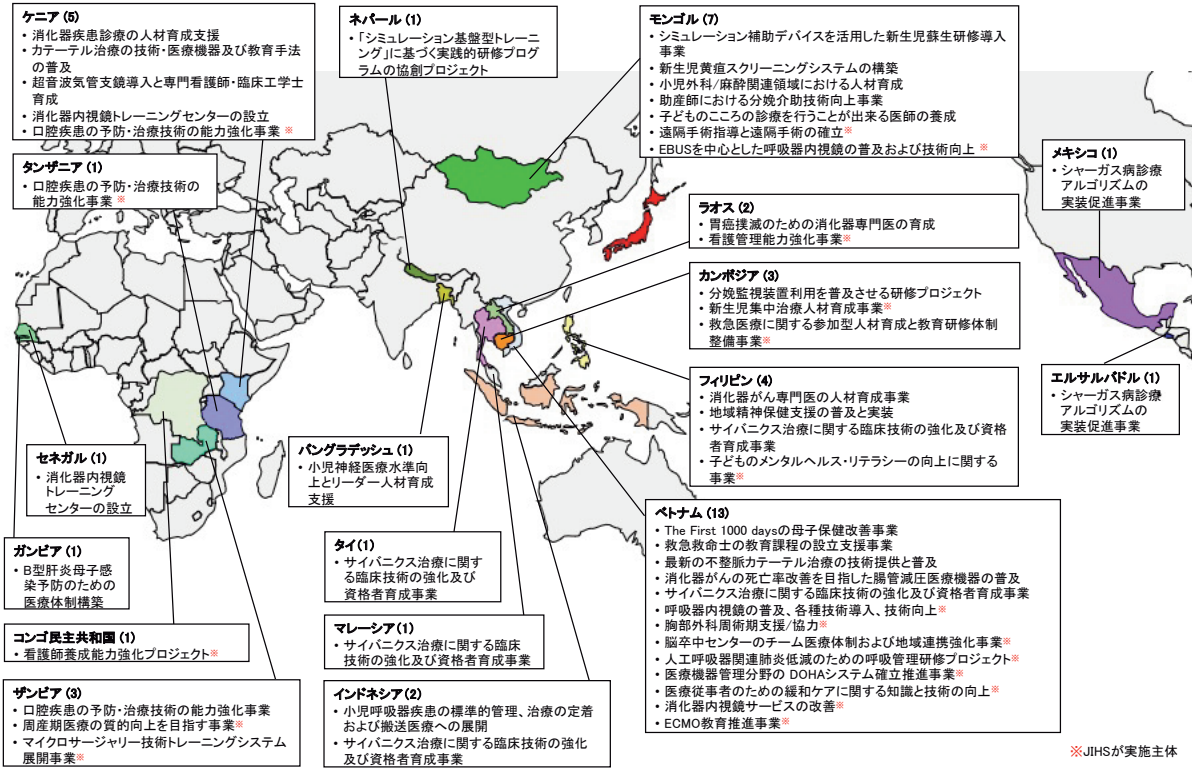 ケニア (5)
・ 消化器疾患診療の人材育成支援
・ カテーテル治療の技術・医療機器及び教育手法
の普及
・ 超音波気管支鏡導入と専門看護師・臨床工学士
育成
・ 消化器内視鏡トレーニングセンターの設立
・ 口腔疾患の予防・治療技術の能力強化事業 ※
タンザニア (1)
・ 口腔疾患の予防・治療技術の
能力強化事業 ※
ネパール (1)
・ 「シミュレーション基盤型トレーニ
ング」に基づく実践的研修プログ
ラムの協創プロジェクト
モンゴル (7)
・ シミュレーション補助デバイスを活用した新生児蘇生研修導入
事業
・ 新生児黄疸スクリーニングシステムの構築
・ 小児外科/麻酔関連領域における人材育成
・ 助産師における分娩介助技術向上事業
・ 子どものこころの診療を行うことが出来る医師の養成
・ 遠隔手術指導と遠隔手術の確立※
・ EBUSを中心とした呼吸器内視鏡の普及および技術向上 ※
メキシコ (1)
・ シャーガス病診療
アルゴリズムの
実装促進事業
ラオス (2)
・ 胃癌撲滅のための消化器専門医の育成
・ 看護管理能力強化事業※
カンボジア (3)
・ 分娩監視装置利用を普及させる研修プロジェクト
・ 新生児集中治療人材育成事業※
・ 救急医療に関する参加型人材育成と教育研修体制
整備事業※
エルサルバドル (1)
・ シャーガス病診療
アルゴリズムの
実装促進事業
フィリピン (4)
・ 消化器がん専門医の人材育成事業
・ 地域精神保健支援の普及と実装
・ サイバニクス治療に関する臨床技術の強化及び資格
者育成事業
・ 子どものメンタルヘルス・リテラシーの向上に関する
事業※
セネガル (1)
・ 消化器内視鏡
トレーニング
センターの設立
バングラデッシュ (1)
・ 小児神経医療水準向
上とリーダー人材育成
支援
ガンビア (1)
・ B型肝炎母子感
染予防のための
医療体制構築
タイ(1)
・ サイバニクス治療に関す
る臨床技術の強化及び
資格者育成事業
ベトナム (13)
・ The First 1000 daysの母子保健改善事業
・ 救急救命士の教育課程の設立支援事業
・ 最新の不整脈カテーテル治療の技術提供と普及
・ 消化器がんの死亡率改善を目指した腸管減圧医療機器の普及
・ サイバニクス治療に関する臨床技術の強化及び資格者育成事業
・ 呼吸器内視鏡の普及、各種技術導入、技術向上※
・ 胸部外科周術期支援/協力※
・ 脳卒中センターのチーム医療体制および地域連携強化事業※
・ 人工呼吸器関連肺炎低減のための呼吸管理研修プロジェクト※
・ 医療機器管理分野の DOHAシステム確立推進事業※
・ 医療従事者のための緩和ケアに関する知識と技術の向上※
・ 消化器内視鏡サービスの改善※
・ ECMO教育推進事業※
コンゴ民主共和国 (1)
・ 看護師養成能力強化プロジェクト※
マレーシア (1)
・ サイバニクス治療に関する臨床
技術の強化及び資格者育成事業
ザンビア (3)
・ 口腔疾患の予防・治療技術の能力強化事業
・ 周産期医療の質的向上を目指す事業※
・ マイクロサージャリー技術トレーニングシステム
展開事業※
インドネシア (2)
・ 小児呼吸器疾患の標準的管理、治療の定着
および搬送医療への展開
・ サイバニクス治療に関する臨床技術の強化
及び資格者育成事業
※JIHSが実施主体